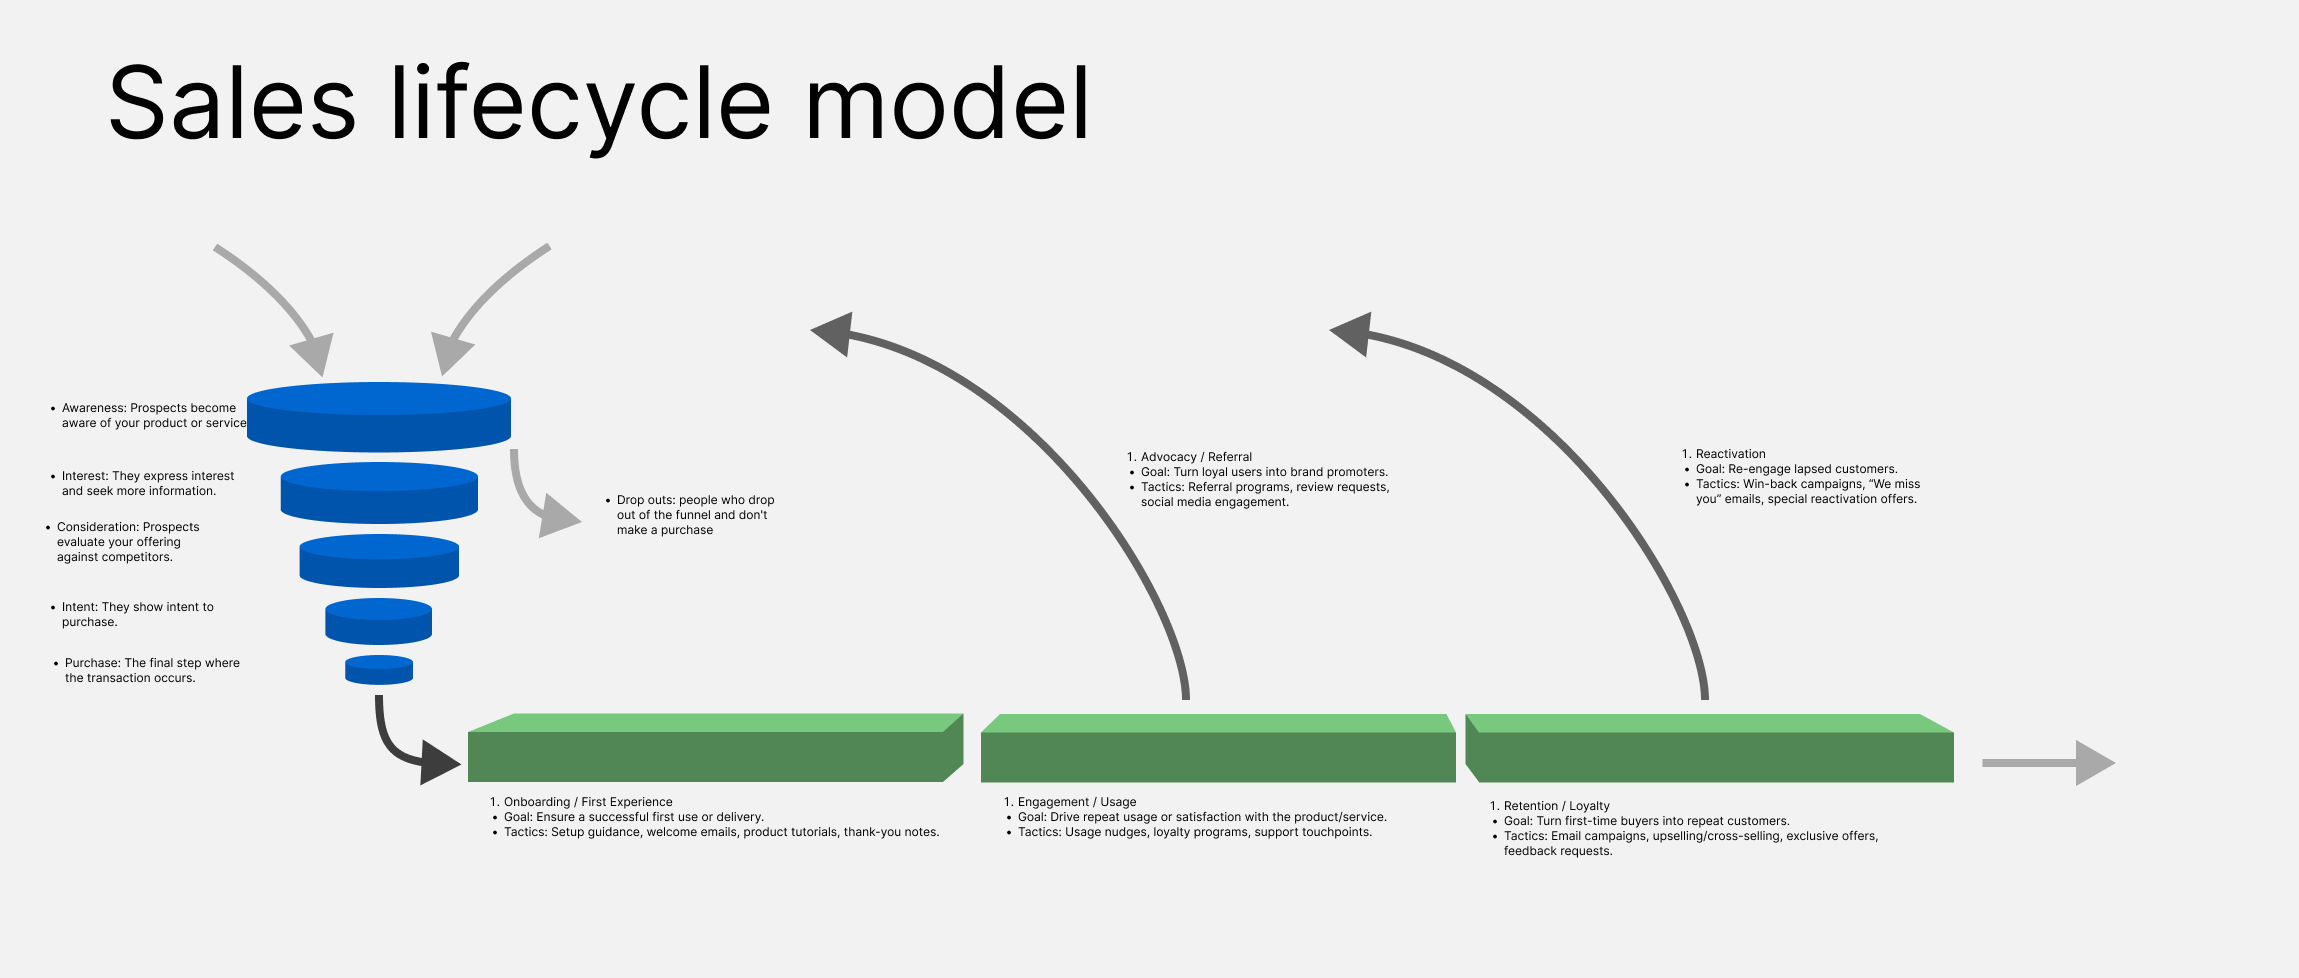 Sales lifecycle model
• Awareness: Prospects become
aware of your product or service
• Interest: They express interest
and seek more information.
• Consideration: Prospects
evaluate your offering
against competitors.
• Intent: They show intent to
purchase.
• Purchase: The final step where
the transaction occurs.
• Drop outs: people who drop
out of the funnel and don't
make a purchase
1. Advocacy / Referral
• Goal: Turn loyal users into brand promoters.
• Tactics: Referral programs, review requests,
social media engagement.
1. Reactivation
• Goal: Re-engage lapsed customers.
• Tactics: Win-back campaigns, “We miss
you” emails, special reactivation offers.
1. Onboarding / First Experience
• Goal: Ensure a successful first use or delivery.
• Tactics: Setup guidance, welcome emails, product tutorials, thank-you notes.
1. Engagement / Usage
• Goal: Drive repeat usage or satisfaction with the product/service.
• Tactics: Usage nudges, loyalty programs, support touchpoints.
1. Retention / Loyalty
• Goal: Turn first-time buyers into repeat customers.
• Tactics: Email campaigns, upselling/cross-selling, exclusive offers,
feedback requests.